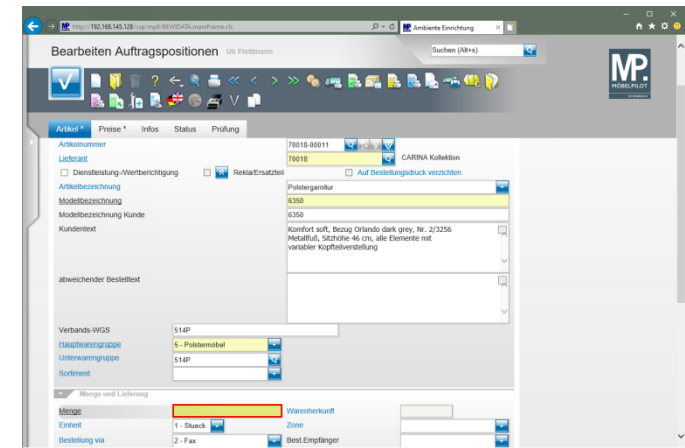 http://192.168.145.128/csp/mp6/BEWIDATA.mainFrame.cls
Ambiente Einrichtung
Bearbeiten Auftragspositionen Uli Flottmann
Suchen (Alt+s)
MP.
MÖBELPILOT
Artikel * Preise * Infos Status Prüfung
Artikelnummer 70018-00011
Lieferant 70018 CARINA Kollektion
Dienstleistung-/Wertberichtigung Rekla/Ersatzteil Auf Bestellungsdruck verzichten
Artikelbezeichnung Polstergarnitur
Modellbezeichnung 6350
Modellbezeichnung Kunde 6350
Kundentext Komfort soft, Bezug Orlando dark grey, Nr. 2/3256
Metallfuß, Sitzhöhe 46 cm, alle Elemente mit
variabler Kopfteilverstellung
abweichender Bestelltext
Verbands-WGS 514P
Hauptwarengruppe 5 - Polstermöbel
Unterwarengruppe 514P
Sortiment
Menge und Lieferung
Menge Warenherkunft
Einheit 1 - Stueck Zone
Bestellung via 2 - Fax Best.Empfänger